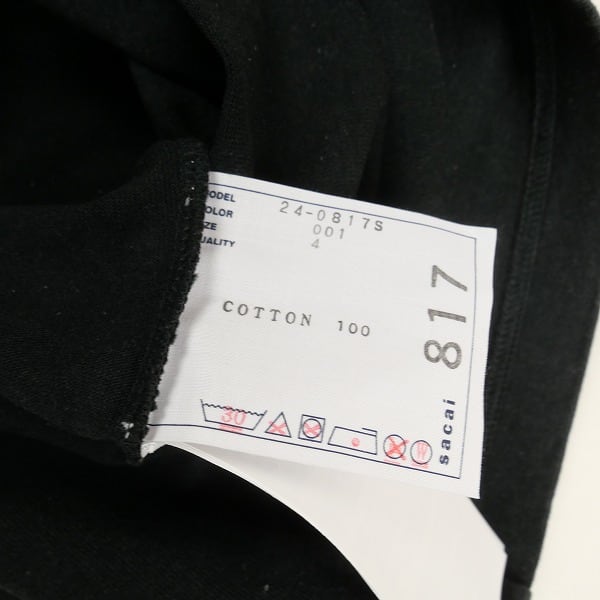 ODEL 24-0817S
OLOR 001
ZE 4
UALITY
COTTON 100
817
sacai
30
W